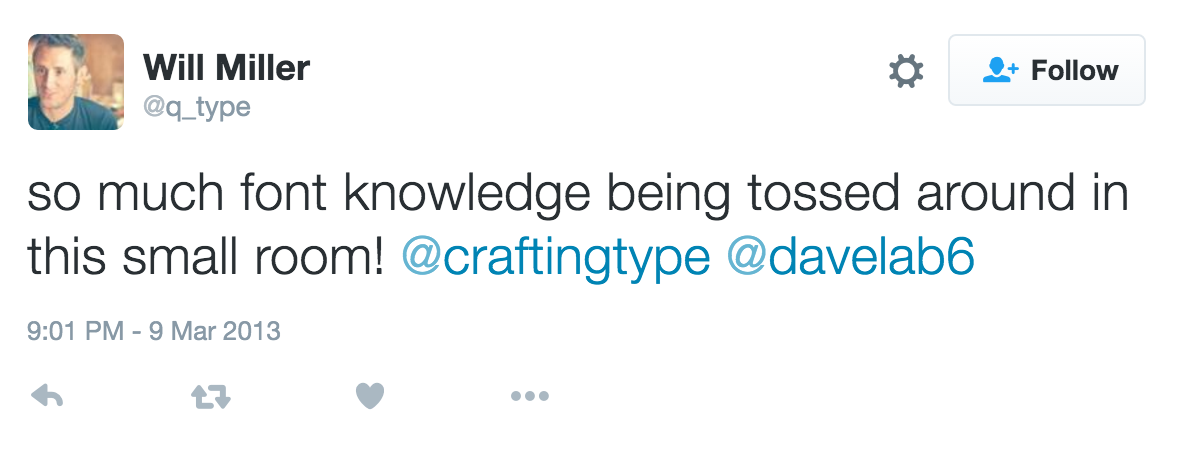 Will Miller
@q_type
Follow
so much font knowledge being tossed around in
this small room! @craftingtype @davelab6
9:01 PM - 9 Mar 2013